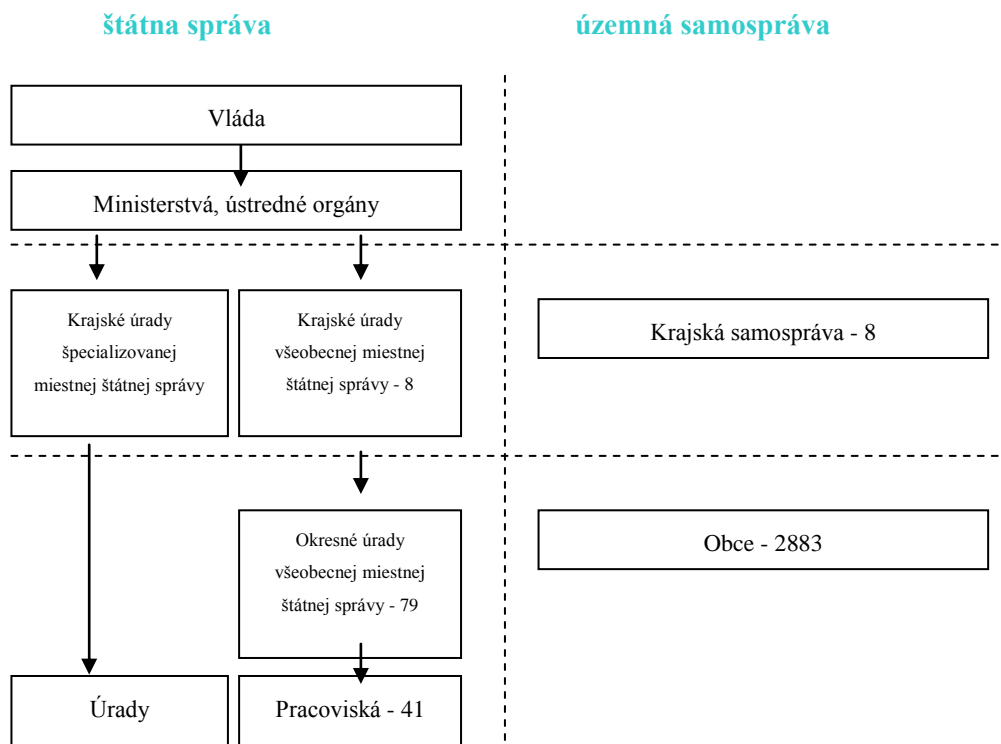 štátna správa
územná samospráva
Vláda
Ministerstvá, ústredné orgány
Krajské úrady
špecializovanej
miestnej štátnej správy
Krajské úrady
všeobecnej miestnej
štátnej správy - 8
Krajská samospráva - 8
Okresné úrady
všeobecnej miestnej
štátnej správy - 79
Obce - 2883
Úrady
Pracoviská - 41